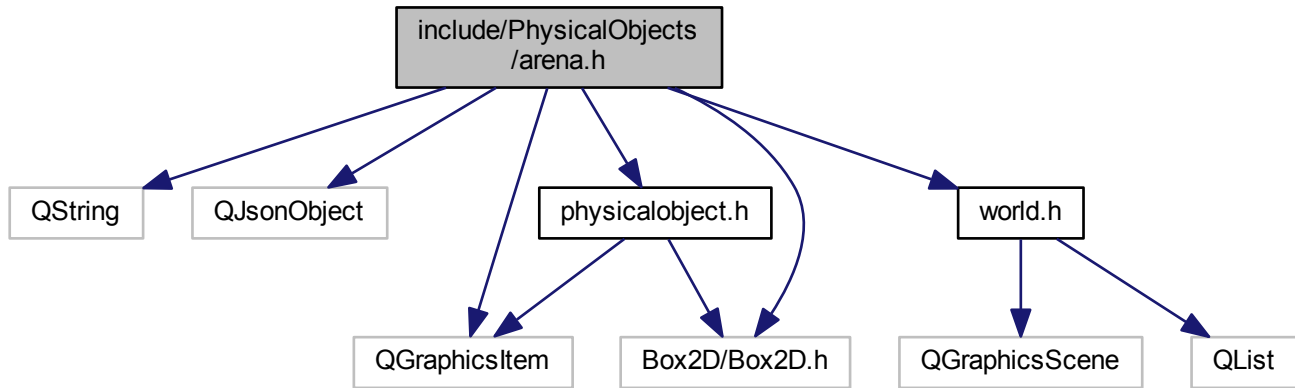 include/PhysicalObjects
/arena.h
QString
QJsonObject
physicalobject.h
world.h
QGraphicsItem
Box2D/Box2D.h
QGraphicsScene
QList